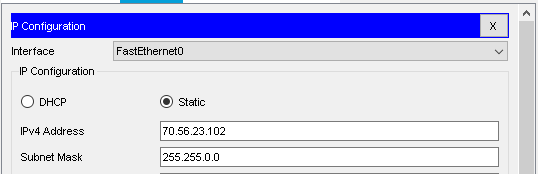 IP Configuration X
Interface FastEthernet0
IP Configuration
DHCP Static
IPv4 Address 70.56.23.102
Subnet Mask 255.255.0.0